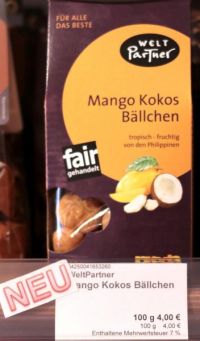 FÜR ALLE
DAS BESTE
WELT
PARTNER
Mango Kokos
Bällchen
tropisch - fruchtig
von den Philippinen
fair
gehandelt
NEU
4250041653260
WeltPartner
Mango Kokos Bällchen
100 g 4,00 €
100 g 4,00 €
Enthaltene Mehrwertsteuer 7 %